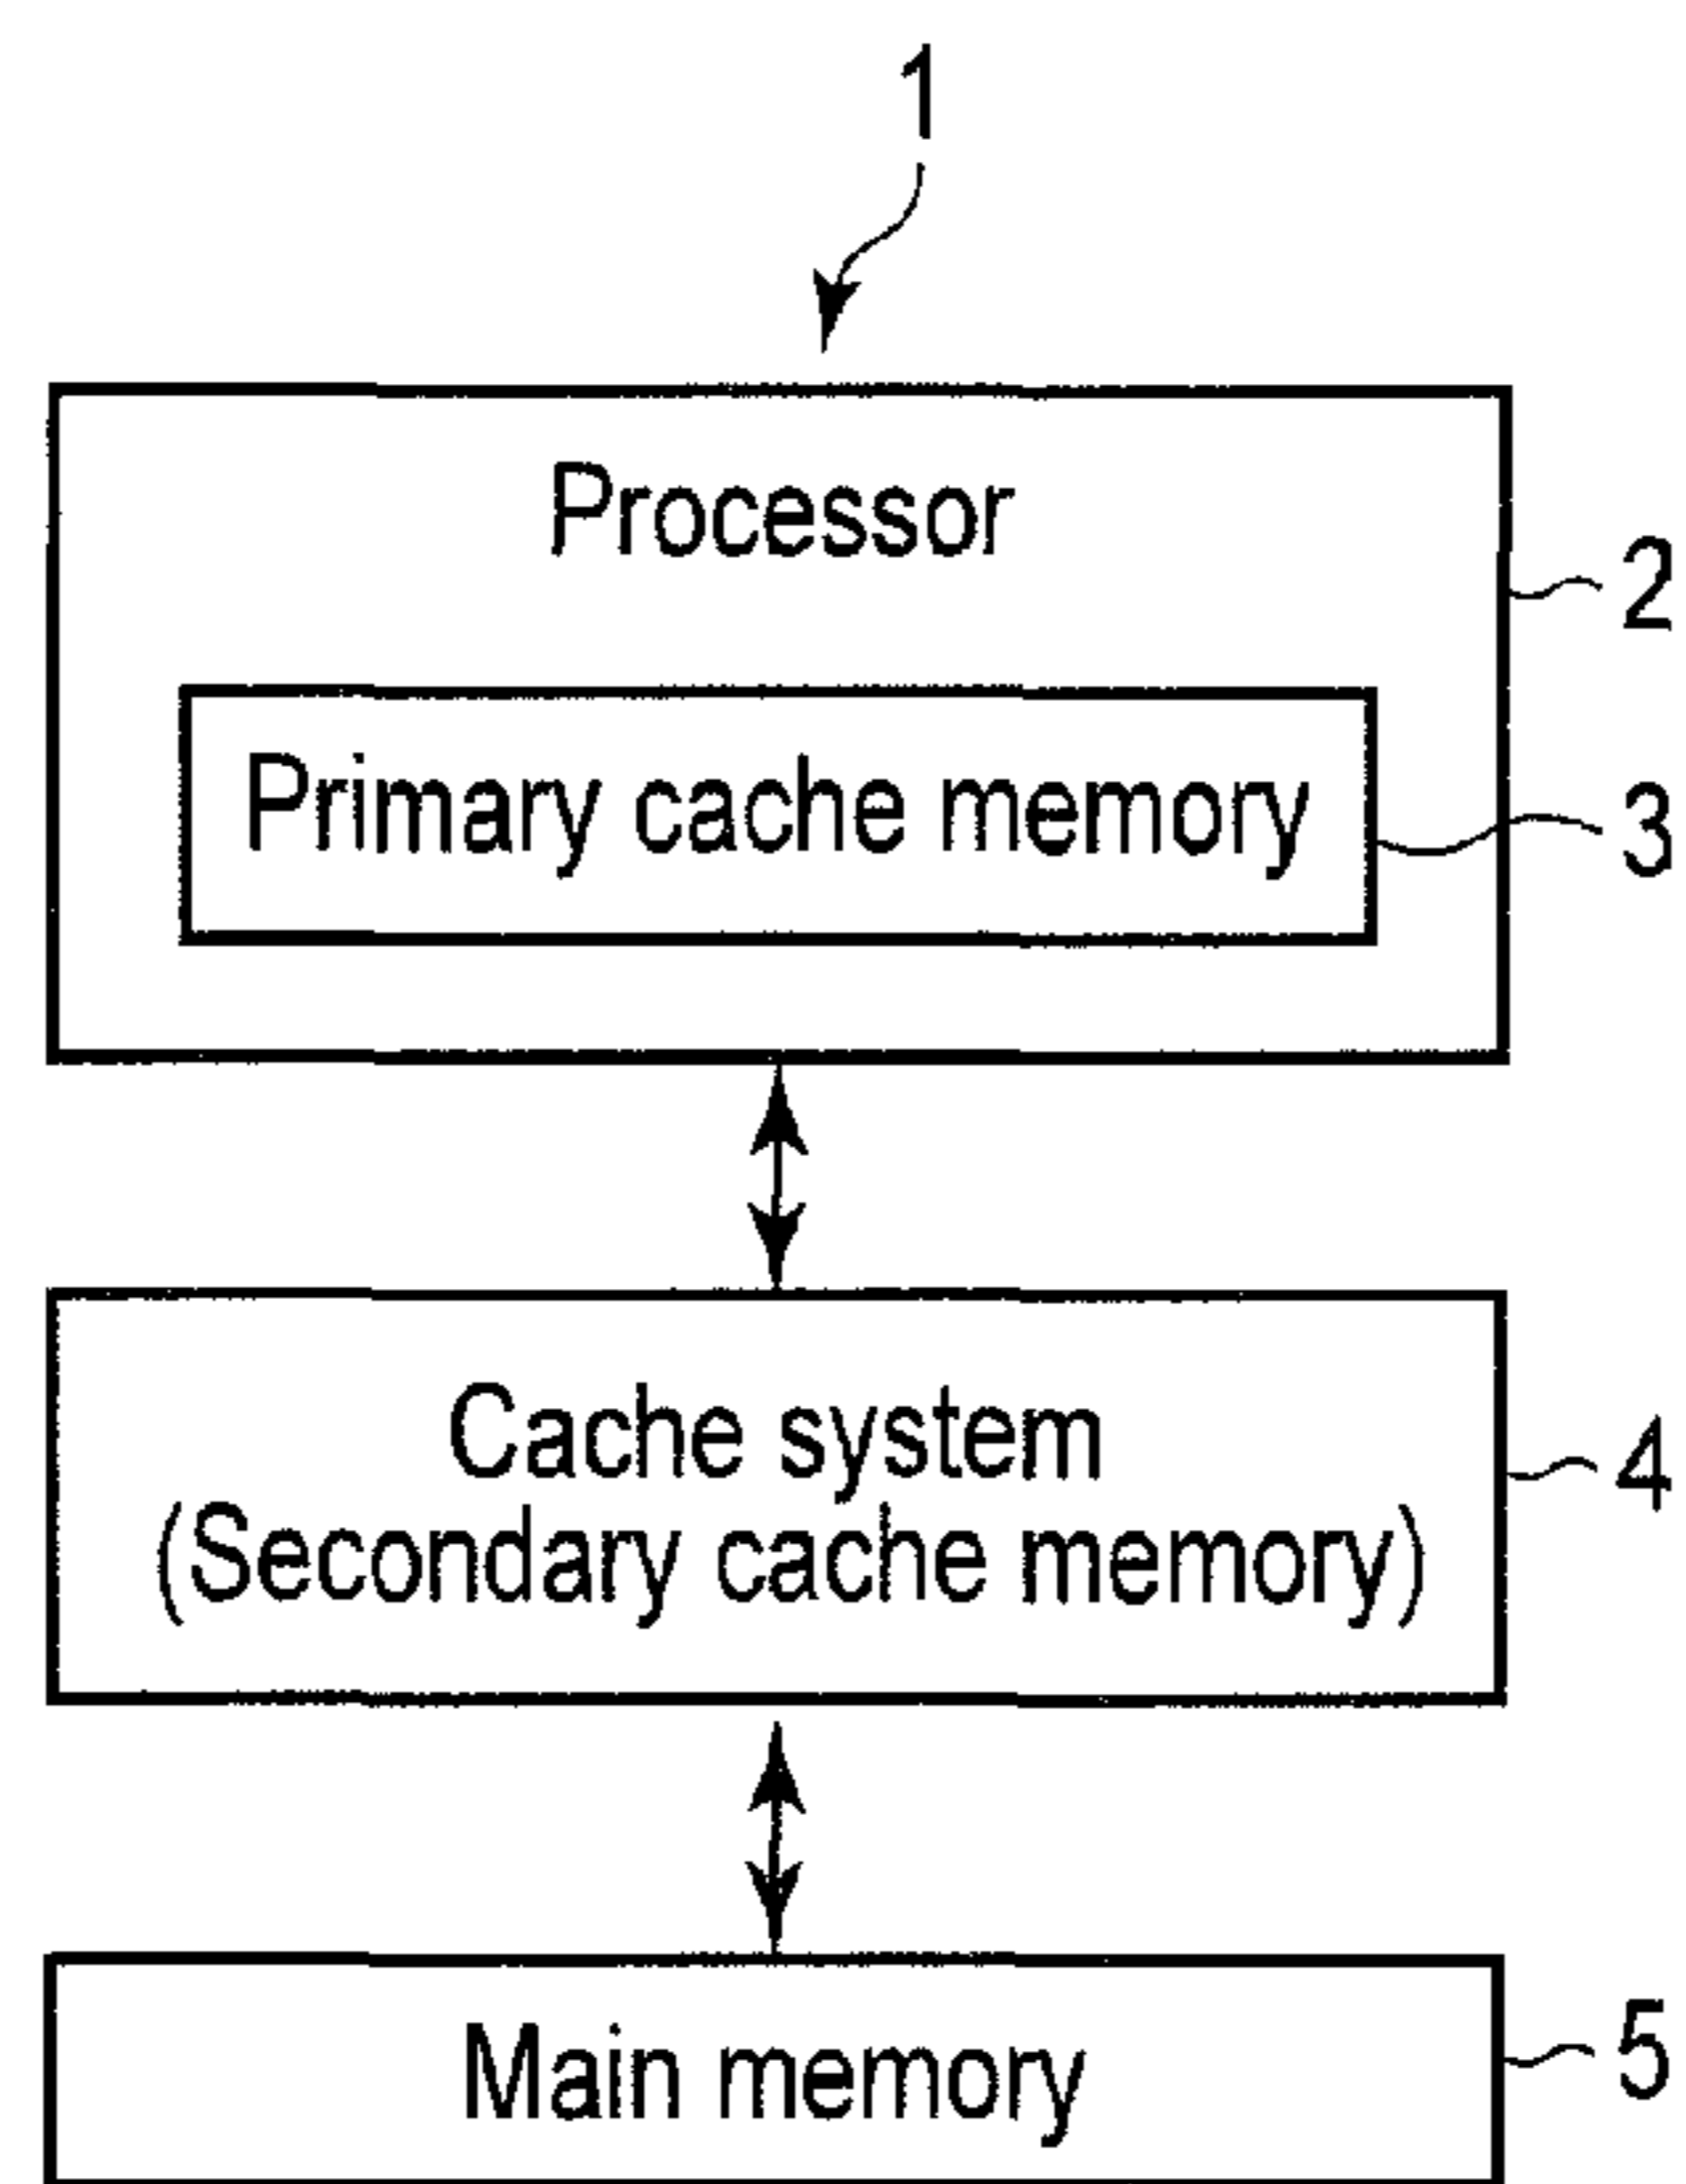 1
Processor
2
Primary cache memory
3
Cache system
(Secondary cache memory)
4
Main memory
5